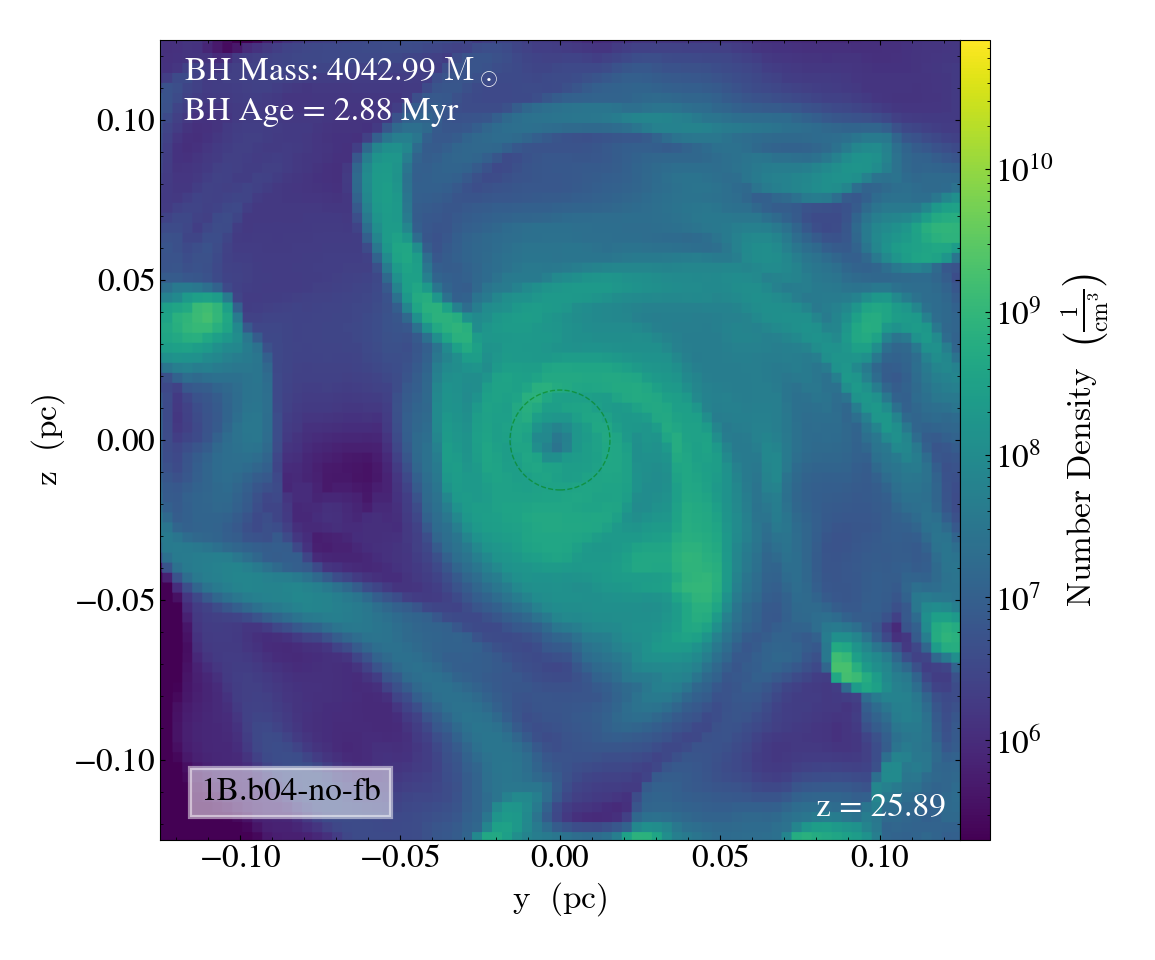 BH Mass: 4042.99 M⊙
BH Age = 2.88 Myr
0.10
0.05
0.00
−0.05
−0.10
z (pc)
1B.b04-no-fb
z = 25.89
−0.10 −0.05 0.00 0.05 0.10
y (pc)
10¹⁰
10⁹
10⁸
10⁷
10⁶
Number Density (1/cm³)